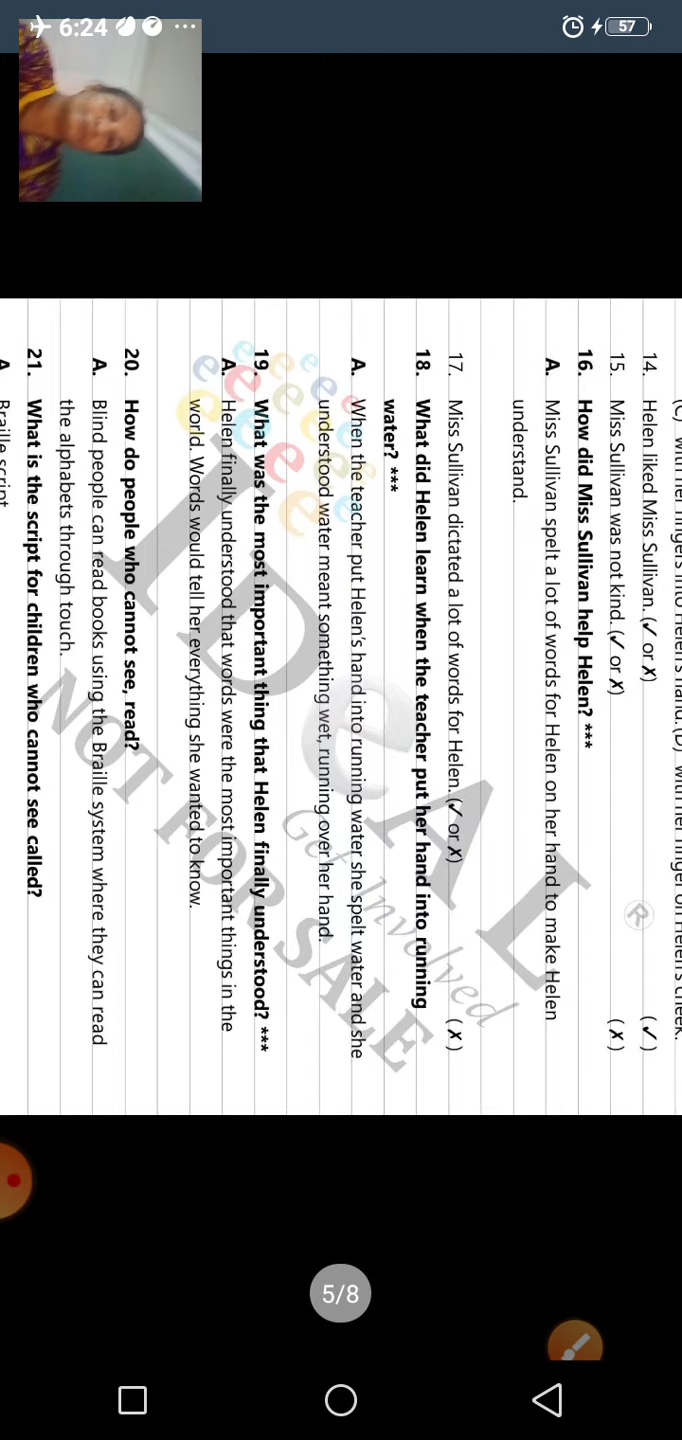 6:24
57
14. Helen liked Miss Sullivan. (✓ or ✗) (✓)
15. Miss Sullivan was not kind. (✓ or ✗) (✗)
16. How did Miss Sullivan help Helen? ***
A. Miss Sullivan spelt a lot of words for Helen on her hand to make Helen
understand.
17. Miss Sullivan dictated a lot of words for Helen. (✓ or ✗) (✗)
18. What did Helen learn when the teacher put her hand into running
water? ***
A. When the teacher put Helen's hand into running water she spelt water and she
understood water meant something wet, running over her hand.
19. What was the most important thing that Helen finally understood? ***
A. Helen finally understood that words were the most important things in the
world. Words would tell her everything she wanted to know.
20. How do people who cannot see, read?
A. Blind people can read books using the Braille system where they can read
the alphabets through touch.
21. What is the script for children who cannot see called?
A Braille script
IDeAL
®
Get Involved
NOT FOR SALE
5/8